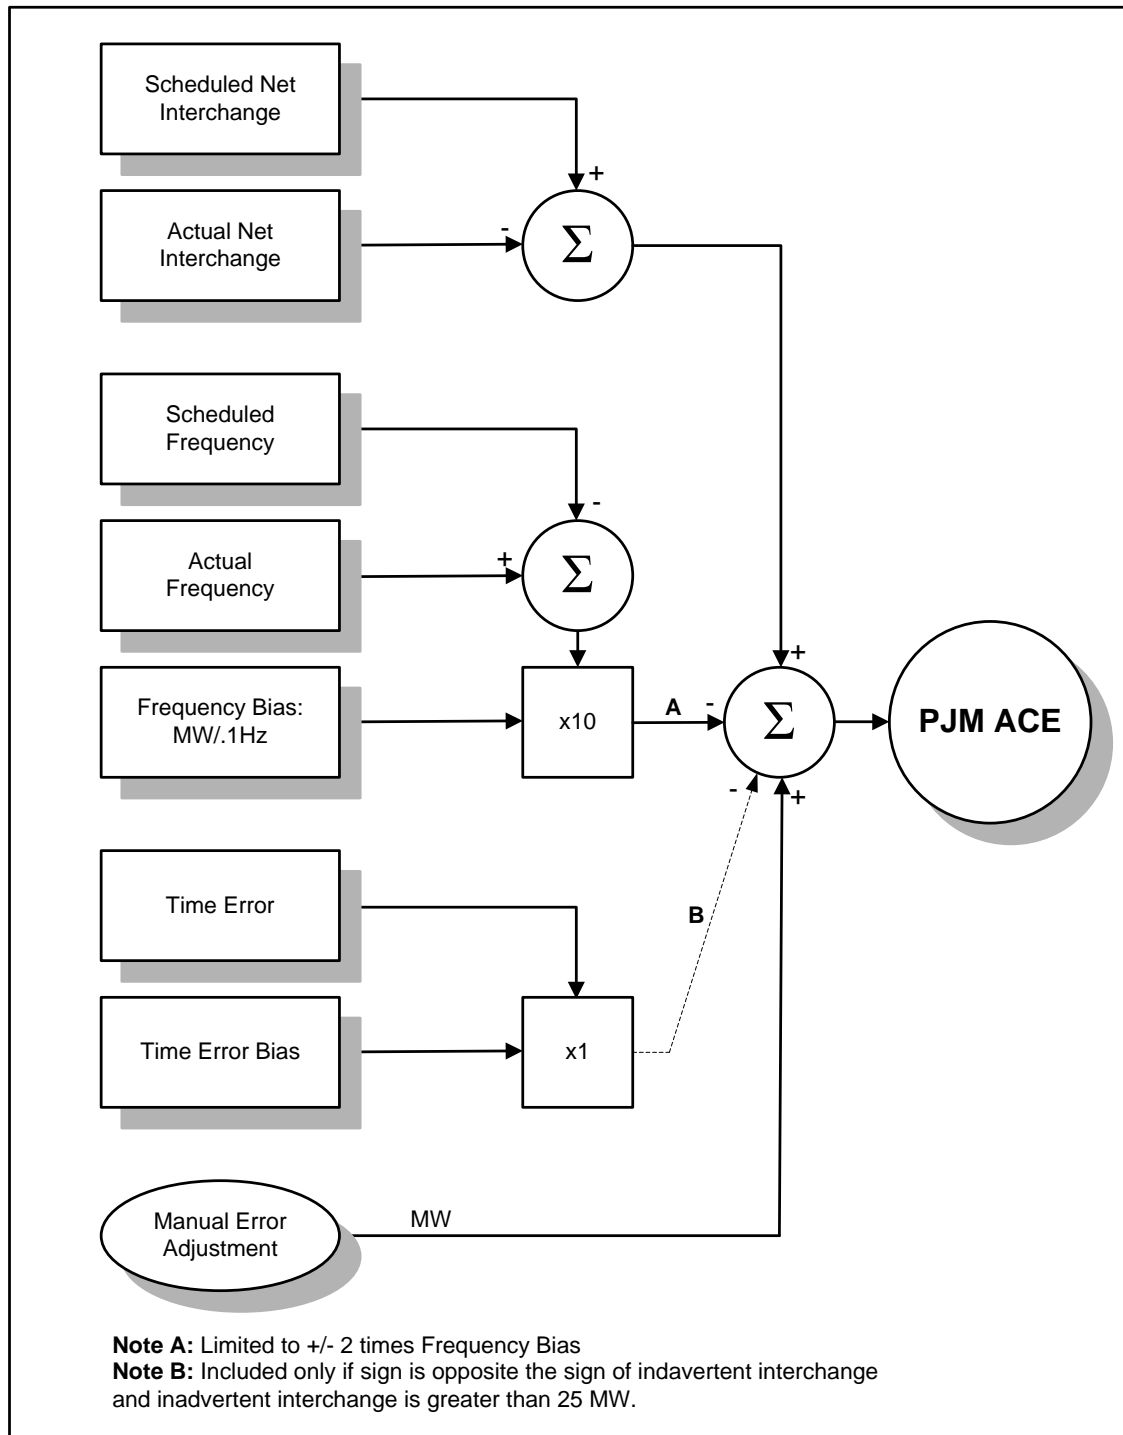 Scheduled Net
Interchange
+
Actual Net
Interchange
-
Σ
Scheduled
Frequency
-
Actual
Frequency
+
Σ
Frequency Bias:
MW/.1Hz
x10
A
-
+
Σ
PJM ACE
-
+
Time Error
B
Time Error Bias
x1
Manual Error
Adjustment
MW
Note A: Limited to +/- 2 times Frequency Bias
Note B: Included only if sign is opposite the sign of indavertent interchange
and inadvertent interchange is greater than 25 MW.